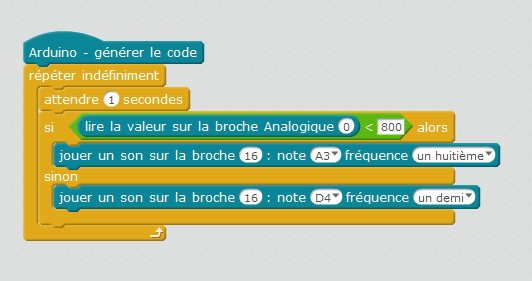 Arduino - générer le code
répéter indéfiniment
attendre 1 secondes
si lire la valeur sur la broche Analogique 0 < 800 alors
jouer un son sur la broche 16 : note A3 fréquence un huitième
sinon
jouer un son sur la broche 16 : note D4 fréquence un demi